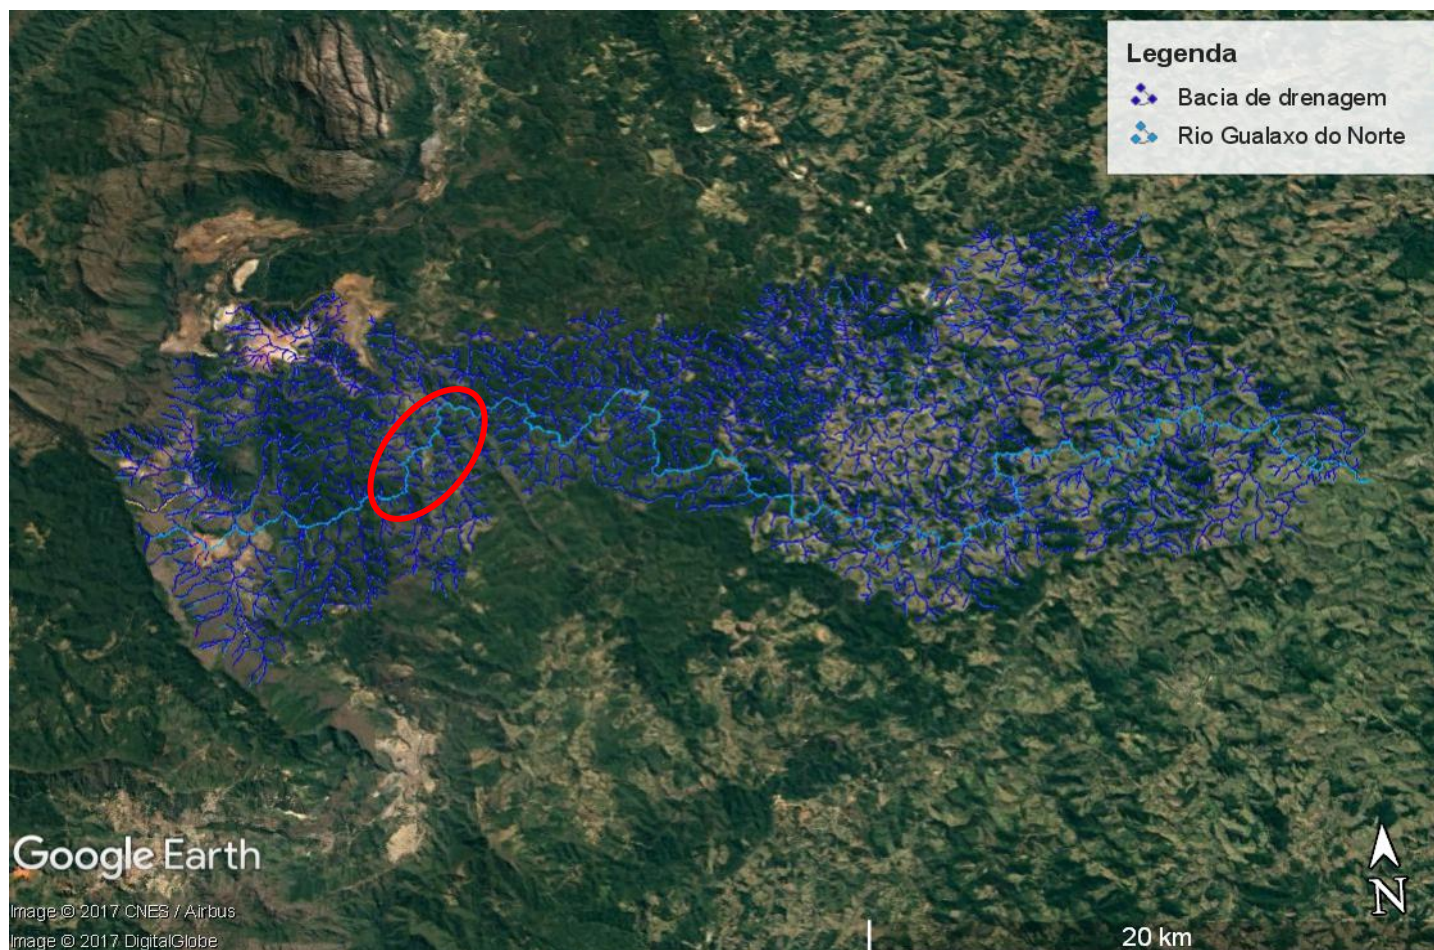 Legenda
Bacia de drenagem
Rio Gualaxo do Norte
Google Earth
Image © 2017 CNES / Airbus
Image © 2017 DigitalGlobe
20 km
N